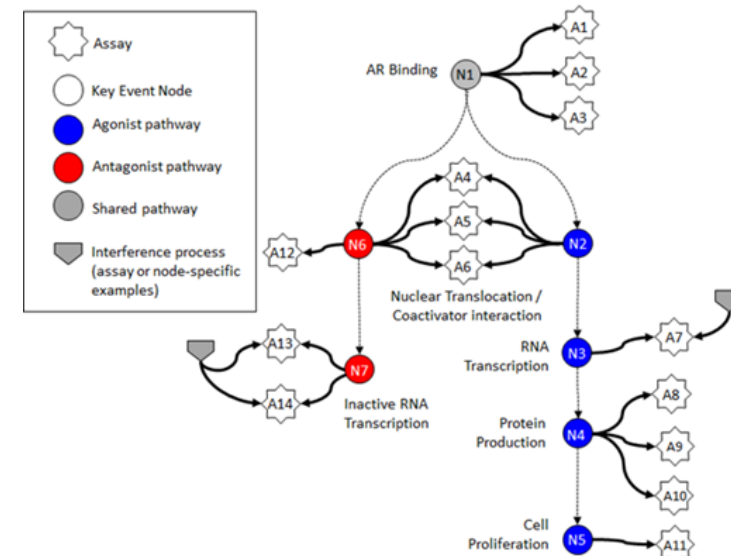 Assay
Key Event Node
Agonist pathway
Antagonist pathway
Shared pathway
Interference process
(assay or node-specific
examples)
AR Binding
N1
A1
A2
A3
A4
A5
A6
N6
N2
A12
Nuclear Translocation /
Coactivator interaction
A13
A14
N7
Inactive RNA
Transcription
RNA
Transcription
N3
A7
Protein
Production
N4
A8
A9
A10
Cell
Proliferation
N5
A11